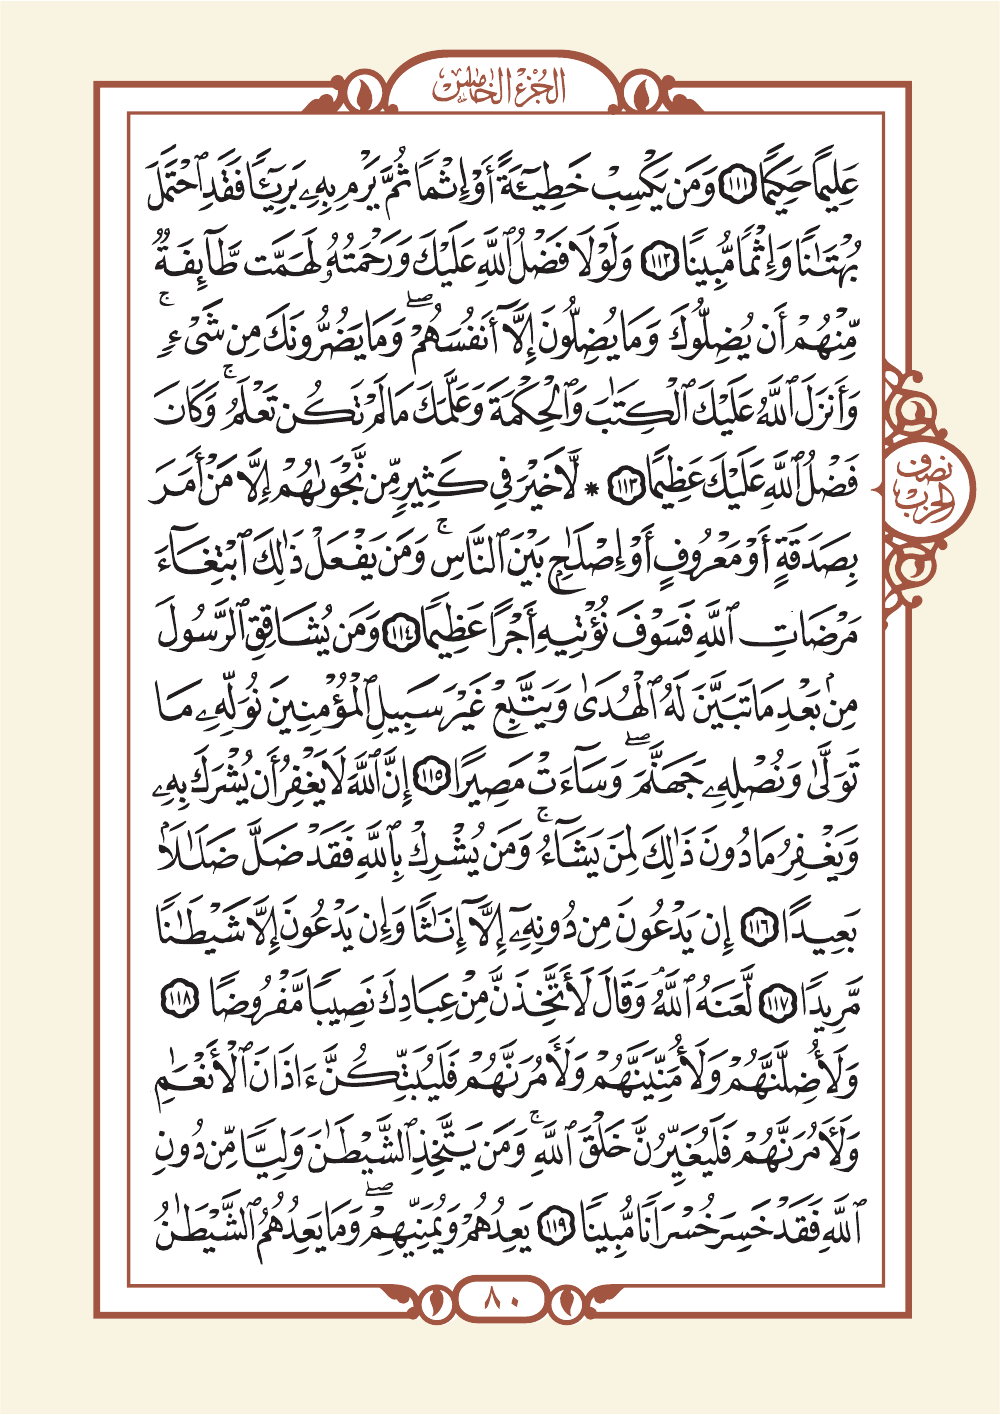 الجُزْءُ الخَامِسُ
عَلِيمًا حَكِيمًا ١١١ وَمَن يَكْسِبْ خَطِيٓـَٔةً أَوْ إِثْمًا ثُمَّ يَرْمِ بِهِۦ بَرِيٓـًٔا فَقَدِ ٱحْتَمَلَ
بُهْتَـٰنًا وَإِثْمًا مُّبِينًا ١١٢ وَلَوْلَا فَضْلُ ٱللَّهِ عَلَيْكَ وَرَحْمَتُهُۥ لَهَمَّت طَّآئِفَةٌ
مِّنْهُمْ أَن يُضِلُّوكَ وَمَا يُضِلُّونَ إِلَّآ أَنفُسَهُمْ ۖ وَمَا يَضُرُّونَكَ مِن شَىْءٍ ۚ
وَأَنزَلَ ٱللَّهُ عَلَيْكَ ٱلْكِتَـٰبَ وَٱلْحِكْمَةَ وَعَلَّمَكَ مَا لَمْ تَكُن تَعْلَمُ ۚ وَكَانَ
فَضْلُ ٱللَّهِ عَلَيْكَ عَظِيمًا ١١٣ * لَّا خَيْرَ فِى كَثِيرٍ مِّن نَّجْوَىٰهُمْ إِلَّا مَنْ أَمَرَ
نصف
الحزب
بِصَدَقَةٍ أَوْ مَعْرُوفٍ أَوْ إِصْلَـٰحٍۭ بَيْنَ ٱلنَّاسِ ۚ وَمَن يَفْعَلْ ذَٰلِكَ ٱبْتِغَآءَ
مَرْضَاتِ ٱللَّهِ فَسَوْفَ نُؤْتِيهِ أَجْرًا عَظِيمًا ١١٤ وَمَن يُشَاقِقِ ٱلرَّسُولَ
مِنۢ بَعْدِ مَا تَبَيَّنَ لَهُ ٱلْهُدَىٰ وَيَتَّبِعْ غَيْرَ سَبِيلِ ٱلْمُؤْمِنِينَ نُوَلِّهِۦ مَا
تَوَلَّىٰ وَنُصْلِهِۦ جَهَنَّمَ ۖ وَسَآءَتْ مَصِيرًا ١١٥ إِنَّ ٱللَّهَ لَا يَغْفِرُ أَن يُشْرَكَ بِهِۦ
وَيَغْفِرُ مَا دُونَ ذَٰلِكَ لِمَن يَشَآءُ ۚ وَمَن يُشْرِكْ بِٱللَّهِ فَقَدْ ضَلَّ ضَلَـٰلًۢا
بَعِيدًا ١١٦ إِن يَدْعُونَ مِن دُونِهِۦٓ إِلَّآ إِنَـٰثًا وَإِن يَدْعُونَ إِلَّا شَيْطَـٰنًا
مَّرِيدًا ١١٧ لَّعَنَهُ ٱللَّهُ ۘ وَقَالَ لَأَتَّخِذَنَّ مِنْ عِبَادِكَ نَصِيبًا مَّفْرُوضًا ١١٨
وَلَأُضِلَّنَّهُمْ وَلَأُمَنِّيَنَّهُمْ وَلَـَٔامُرَنَّهُمْ فَلَيُبَتِّكُنَّ ءَاذَانَ ٱلْأَنْعَـٰمِ
وَلَـَٔامُرَنَّهُمْ فَلَيُغَيِّرُنَّ خَلْقَ ٱللَّهِ ۚ وَمَن يَتَّخِذِ ٱلشَّيْطَـٰنَ وَلِيًّا مِّن دُونِ
ٱللَّهِ فَقَدْ خَسِرَ خُسْرَانًا مُّبِينًا ١١٩ يَعِدُهُمْ وَيُمَنِّيهِمْ ۖ وَمَا يَعِدُهُمُ ٱلشَّيْطَـٰنُ
٨٠